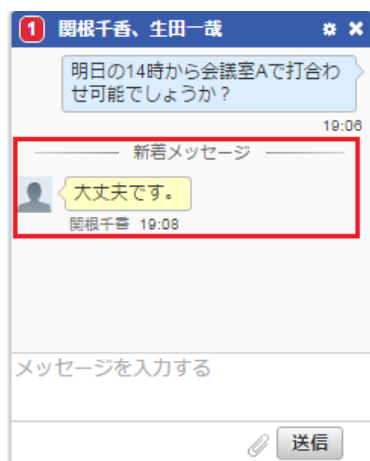 1 関根千香、生田一哉
明日の14時から会議室Aで打合わ
せ可能でしょうか？
19:06
新着メッセージ
大丈夫です。
関根千香 19:08
メッセージを入力する
送信